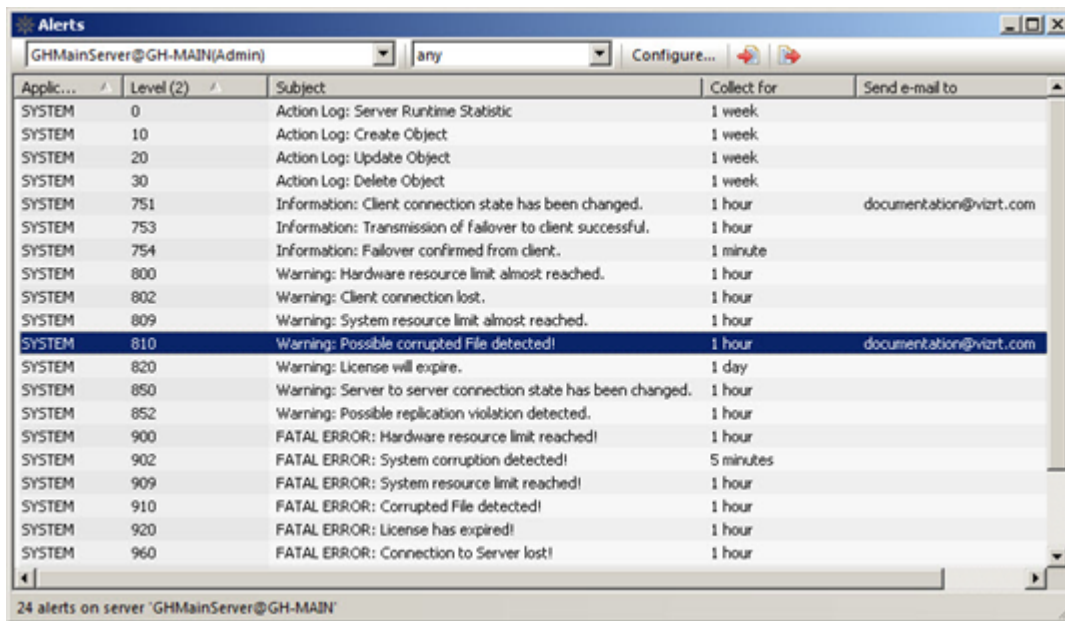 Alerts
GHMainServer@GH-MAIN(Admin) any Configure...
Applic... Level (2) Subject Collect for Send e-mail to
SYSTEM 0 Action Log: Server Runtime Statistic 1 week
SYSTEM 10 Action Log: Create Object 1 week
SYSTEM 20 Action Log: Update Object 1 week
SYSTEM 30 Action Log: Delete Object 1 week
SYSTEM 751 Information: Client connection state has been changed. 1 hour documentation@vizrt.com
SYSTEM 753 Information: Transmission of failover to client successful. 1 hour
SYSTEM 754 Information: Failover confirmed from client. 1 minute
SYSTEM 800 Warning: Hardware resource limit almost reached. 1 hour
SYSTEM 802 Warning: Client connection lost. 1 hour
SYSTEM 809 Warning: System resource limit almost reached. 1 hour
SYSTEM 810 Warning: Possible corrupted File detected! 1 hour documentation@vizrt.com
SYSTEM 820 Warning: License will expire. 1 day
SYSTEM 850 Warning: Server to server connection state has been changed. 1 hour
SYSTEM 852 Warning: Possible replication violation detected. 1 hour
SYSTEM 900 FATAL ERROR: Hardware resource limit reached! 1 hour
SYSTEM 902 FATAL ERROR: System corruption detected! 5 minutes
SYSTEM 909 FATAL ERROR: System resource limit reached! 1 hour
SYSTEM 910 FATAL ERROR: Corrupted File detected! 1 hour
SYSTEM 920 FATAL ERROR: License has expired! 1 hour
SYSTEM 960 FATAL ERROR: Connection to Server lost! 1 hour
24 alerts on server 'GHMainServer@GH-MAIN'